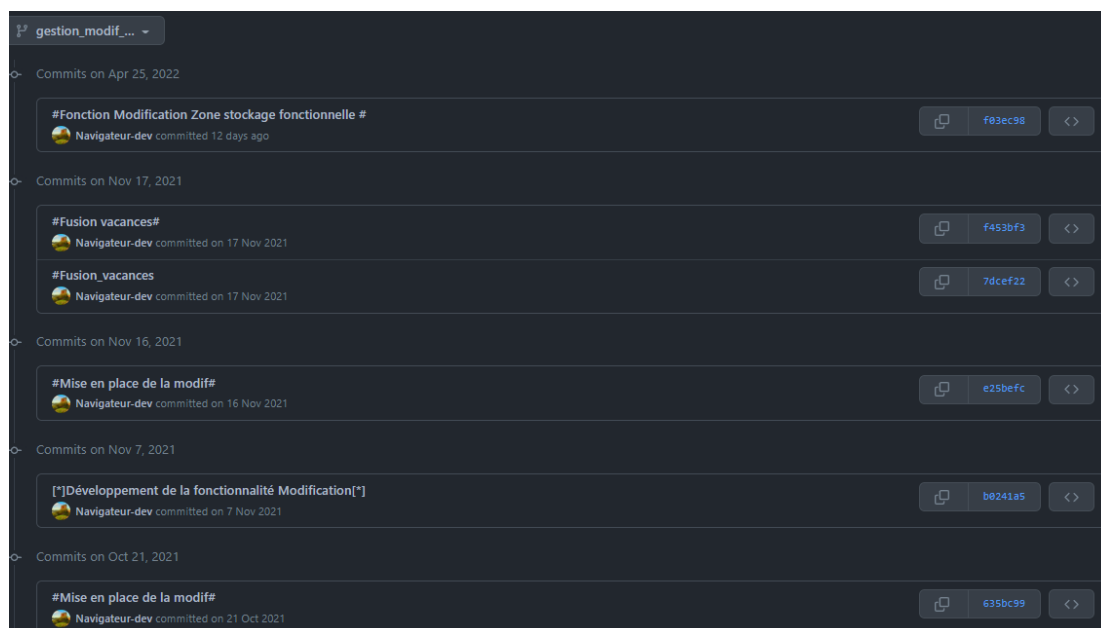 gestion_modif_...
Commits on Apr 25, 2022
#Fonction Modification Zone stockage fonctionnelle #
Navigateur-dev committed 12 days ago
f03ec98
Commits on Nov 17, 2021
#Fusion vacances#
Navigateur-dev committed on 17 Nov 2021
f453bf3
#Fusion_vacances
Navigateur-dev committed on 17 Nov 2021
7dcef22
Commits on Nov 16, 2021
#Mise en place de la modif#
Navigateur-dev committed on 16 Nov 2021
e25befc
Commits on Nov 7, 2021
[*]Développement de la fonctionnalité Modification[*]
Navigateur-dev committed on 7 Nov 2021
b0241a5
Commits on Oct 21, 2021
#Mise en place de la modif#
Navigateur-dev committed on 21 Oct 2021
635bc99